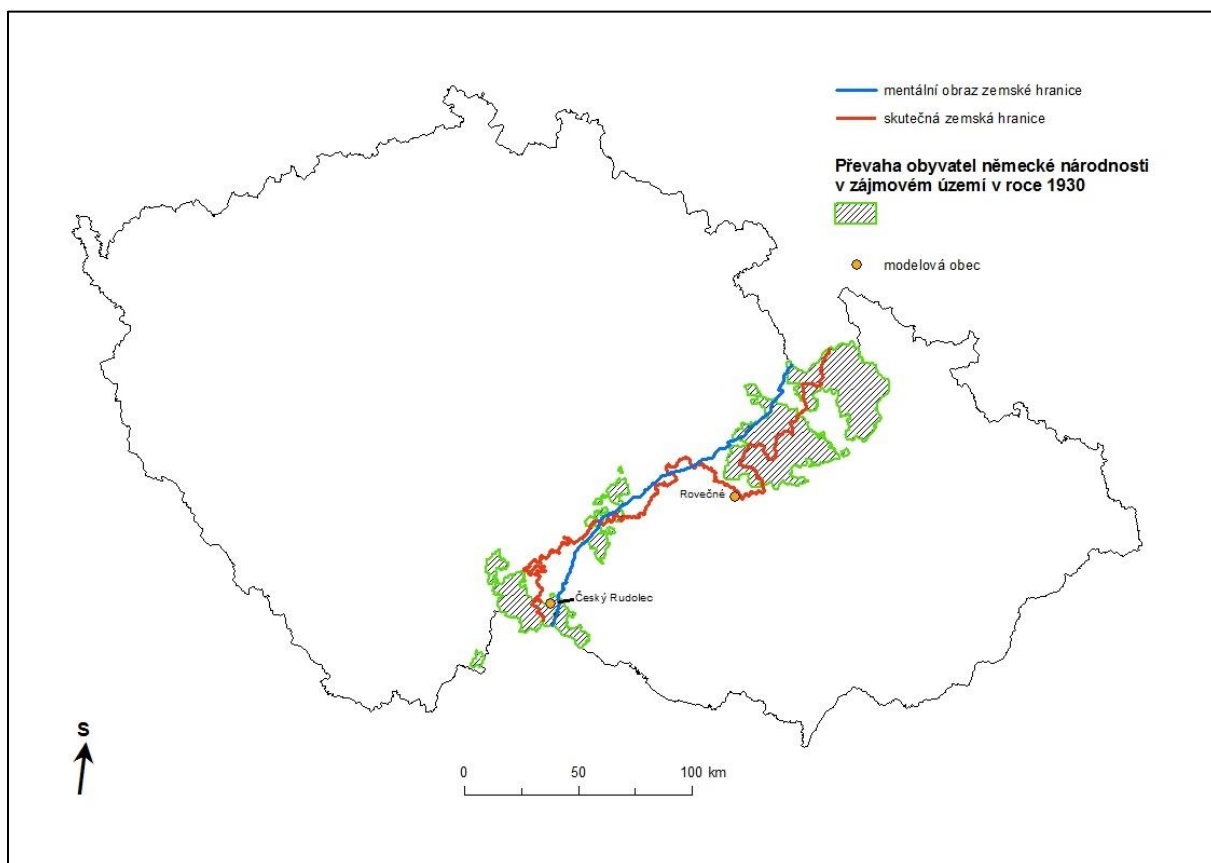 mentální obraz zemské hranice
skutečná zemská hranice
Převaha obyvatel německé národnosti
v zájmovém území v roce 1930
modelová obec
Rovečné
Český Rudolec
S
0 50 100 km